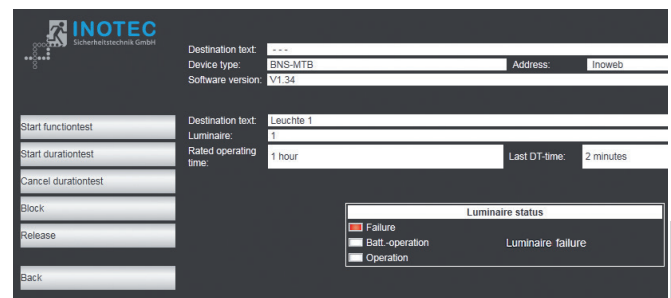 INOTEC
Sicherheitstechnik GmbH
Destination text: ---
Device type: BNS-MTB Address: Inoweb
Software version: V1.34
Start functiontest
Destination text: Leuchte 1
Luminaire: 1
Start durationtest
Rated operating time: 1 hour Last DT-time: 2 minutes
Cancel durationtest
Block
Luminaire status
Release
Failure
Batt.-operation Luminaire failure
Operation
Back